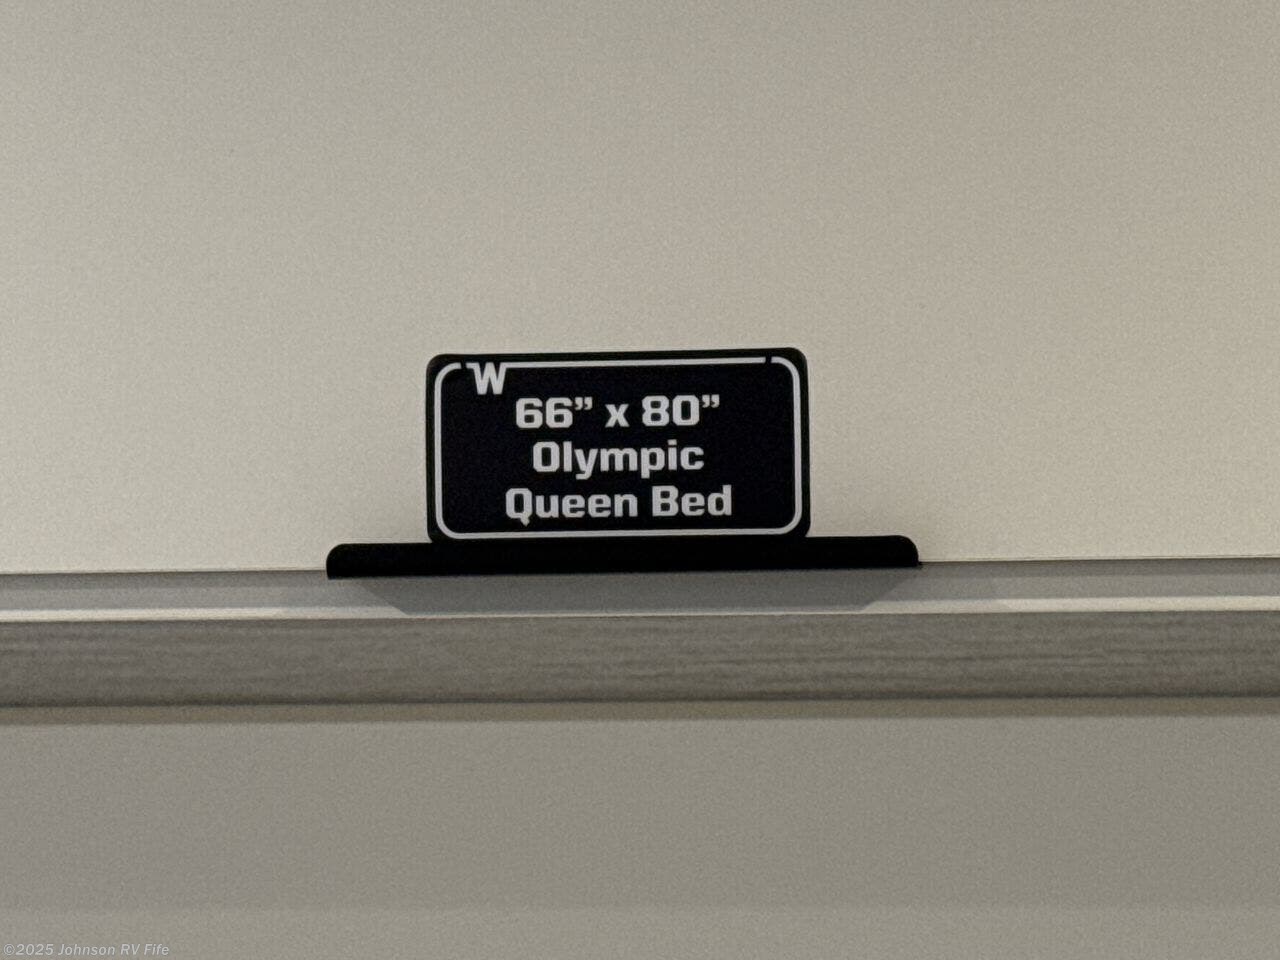 W
66” x 80”
Olympic
Queen Bed
©2025 Johnson RV Fife